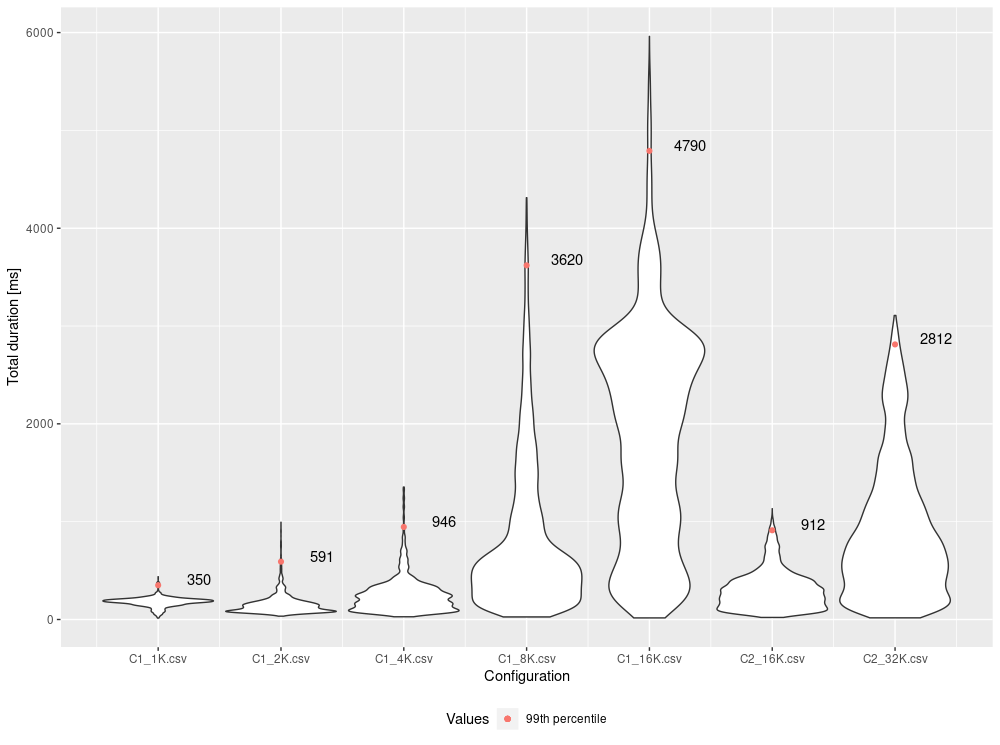 6000
4790
4000
3620
2812
2000
946
912
591
350
0
C1_1K.csv C1_2K.csv C1_4K.csv C1_8K.csv C1_16K.csv C2_16K.csv C2_32K.csv
Total duration [ms]
Configuration
Values 99th percentile